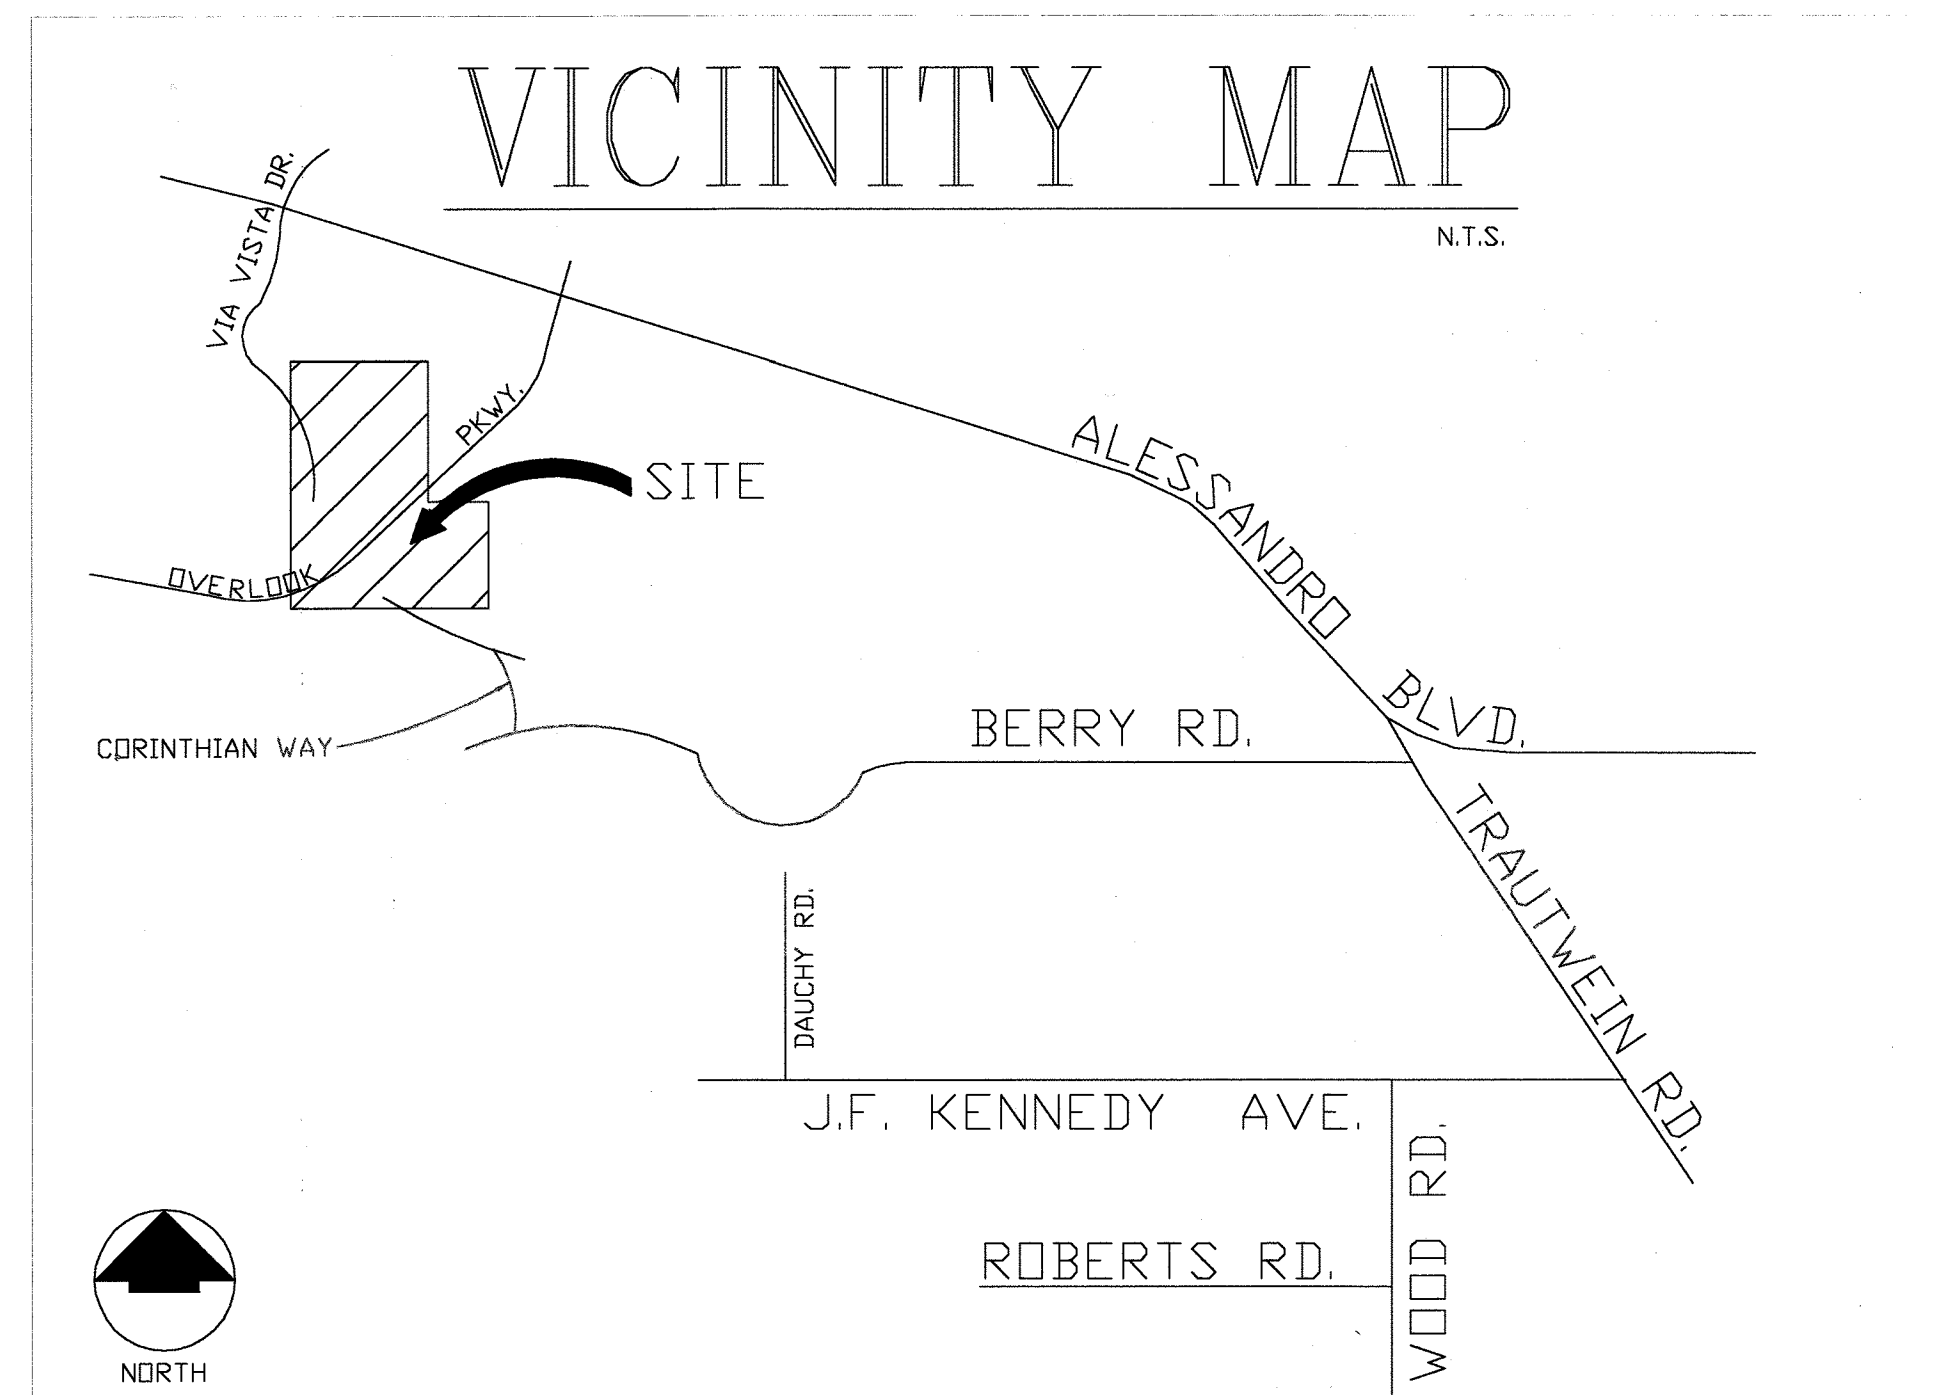 VICINITY MAP
N.T.S.
VIA VISTA DR.
PKWY.
SITE
OVERLOOK
ALESSANDRO BLVD.
CORINTHIAN WAY
BERRY RD.
TRAUTWEIN RD.
DAUCHY RD.
J.F. KENNEDY AVE.
WOOD RD.
ROBERTS RD.
NORTH